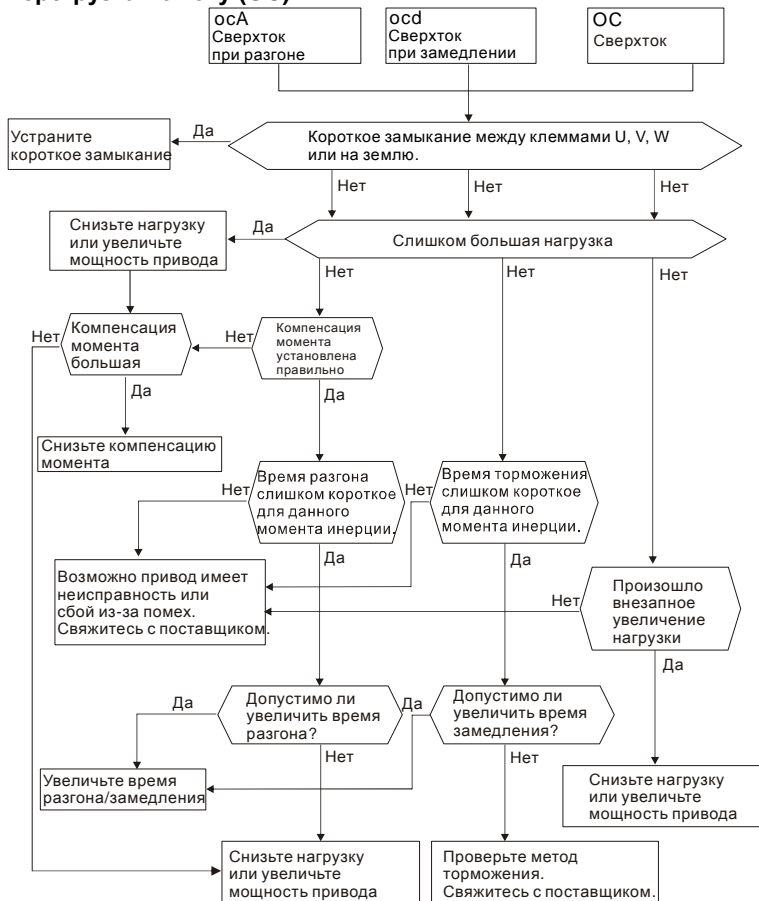 ocA
Сверхток
при разгоне
ocd
Сверхток
при замедлении
OC
Сверхток
Устраните
короткое замыкание
Да
Короткое замыкание между клеммами U, V, W
или на землю.
Нет
Нет
Нет
Снизьте нагрузку
или увеличьте
мощность привода
Да
Слишком большая нагрузка
Нет
Нет
Нет
Нет
Компенсация
момента
большая
Нет
Компенсация
момента
установлена
правильно
Да
Да
Снизьте компенсацию
момента
Нет
Время разгона
слишком короткое
для данного
момента инерции.
Нет
Время торможения
слишком короткое
для данного
момента инерции.
Да
Да
Возможно привод имеет
неисправность или
сбой из-за помех.
Свяжитесь с поставщиком.
Нет
Произошло
внезапное
увеличение
нагрузки
Да
Да
Допустимо ли
увеличить время
разгона?
Да
Допустимо ли
увеличить время
замедления?
Нет
Нет
Увеличьте время
разгона/замедления
Снизьте нагрузку
или увеличьте
мощность привода
Снизьте нагрузку
или увеличьте
мощность привода
Проверьте метод
торможения.
Свяжитесь с поставщиком.